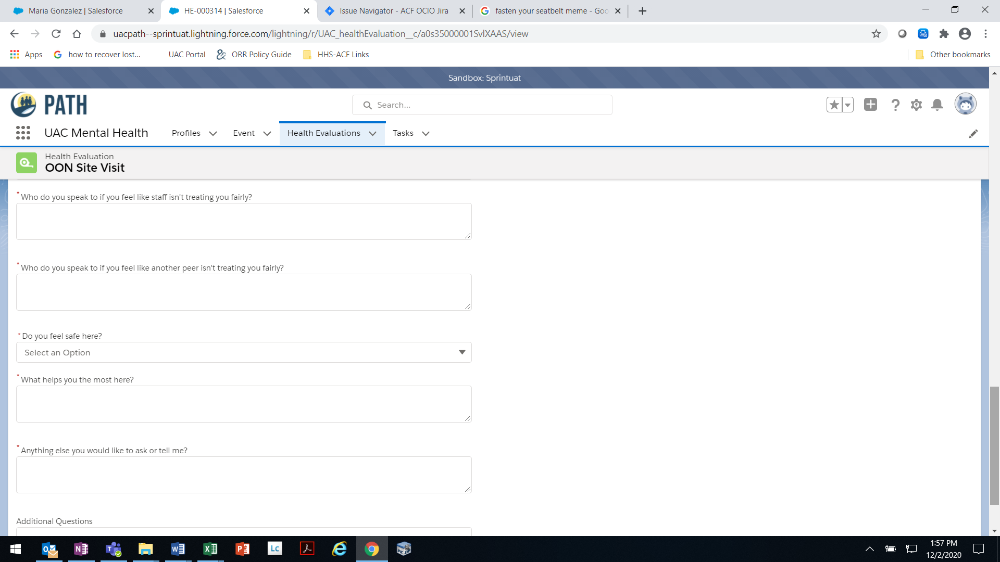 Maria Gonzalez | Salesforce
HE-000314 | Salesforce
Issue Navigator - ACF OCIO Jira
fasten your seatbelt meme - Goo
uacpath--sprintuat.lightning.force.com/lightning/r/UAC_healthEvaluation__c/a0s35000001SvlXAAS/view
Apps
how to recover lost...
UAC Portal
ORR Policy Guide
HHS-ACF Links
Other bookmarks
Sandbox: Sprintuat
PATH
Search...
UAC Mental Health
Profiles
Event
Health Evaluations
Tasks
Health Evaluation
OON Site Visit
*Who do you speak to if you feel like staff isn't treating you fairly?
*Who do you speak to if you feel like another peer isn't treating you fairly?
*Do you feel safe here?
Select an Option
*What helps you the most here?
*Anything else you would like to ask or tell me?
Additional Questions
1:57 PM
12/2/2020